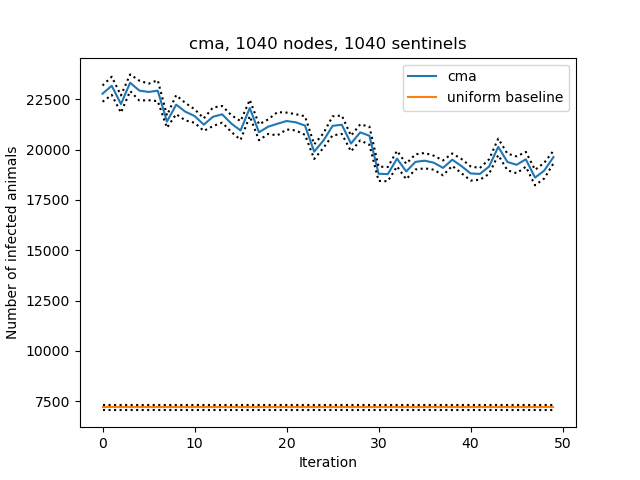 cma, 1040 nodes, 1040 sentinels
cma
uniform baseline
Number of infected animals
22500
20000
17500
15000
12500
10000
7500
0 10 20 30 40 50
Iteration